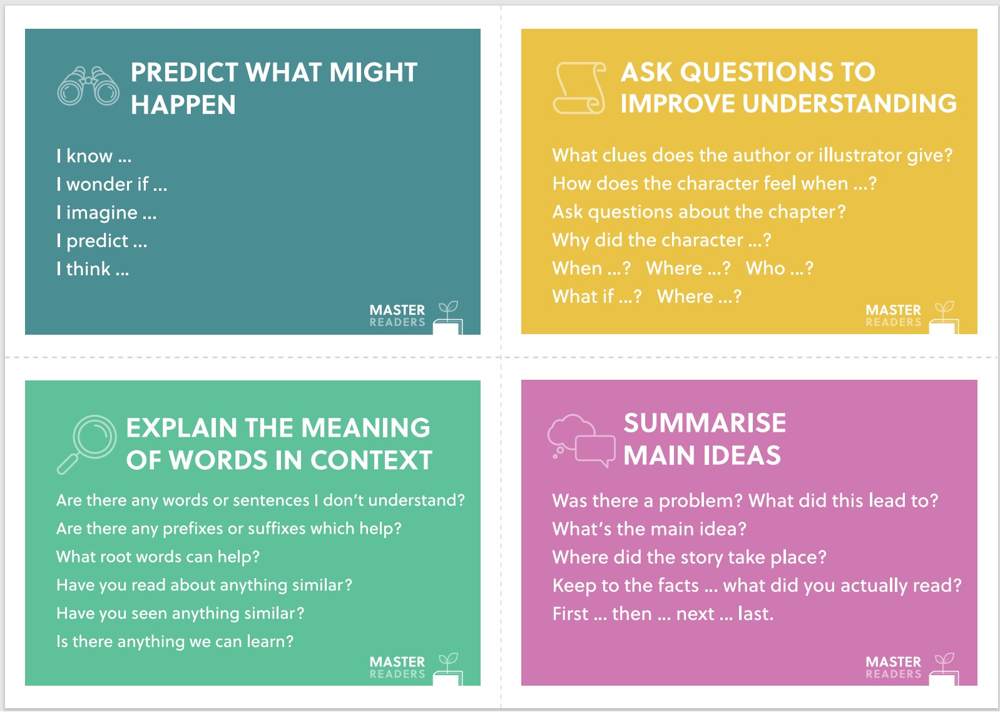 PREDICT WHAT MIGHT
HAPPEN
I know ...
I wonder if ...
I imagine ...
I predict ...
I think ...
MASTER
READERS
ASK QUESTIONS TO
IMPROVE UNDERSTANDING
What clues does the author or illustrator give?
How does the character feel when ...?
Ask questions about the chapter?
Why did the character ...?
When ...? Where ...? Who ...?
What if ...? Where ...?
MASTER
READERS
EXPLAIN THE MEANING
OF WORDS IN CONTEXT
Are there any words or sentences I don't understand?
Are there any prefixes or suffixes which help?
What root words can help?
Have you read about anything similar?
Have you seen anything similar?
Is there anything we can learn?
MASTER
READERS
SUMMARISE
MAIN IDEAS
Was there a problem? What did this lead to?
What's the main idea?
Where did the story take place?
Keep to the facts ... what did you actually read?
First ... then ... next ... last.
MASTER
READERS